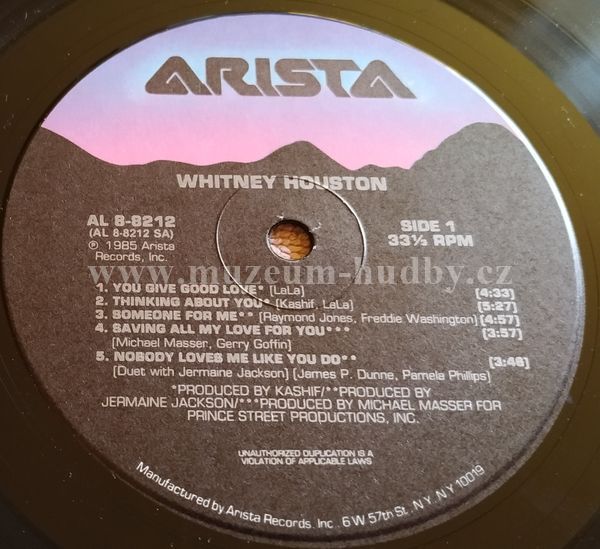 ARISTA
WHITNEY HOUSTON
AL 8-8212
(AL 8-8212 SA)
℗ 1985 Arista
Records, Inc.
SIDE 1
33⅓ RPM
www.muzeum-hudby.cz
1. YOU GIVE GOOD LOVE* [LaLa] [4:33]
2. THINKING ABOUT YOU* [Kashif, LaLa] [5:27]
3. SOMEONE FOR ME** [Raymond Jones, Freddie Washington] [4:57]
4. SAVING ALL MY LOVE FOR YOU*** [3:57]
[Michael Masser, Gerry Goffin]
5. NOBODY LOVES ME LIKE YOU DO** [3:46]
[Duet with Jermaine Jackson] [James P. Dunne, Pamela Phillips]
*PRODUCED BY KASHIF/**PRODUCED BY
JERMAINE JACKSON/***PRODUCED BY MICHAEL MASSER FOR
PRINCE STREET PRODUCTIONS, INC.
UNAUTHORIZED DUPLICATION IS A
VIOLATION OF APPLICABLE LAWS
Manufactured by Arista Records, Inc. 6 W 57th St., N.Y., N.Y 10019